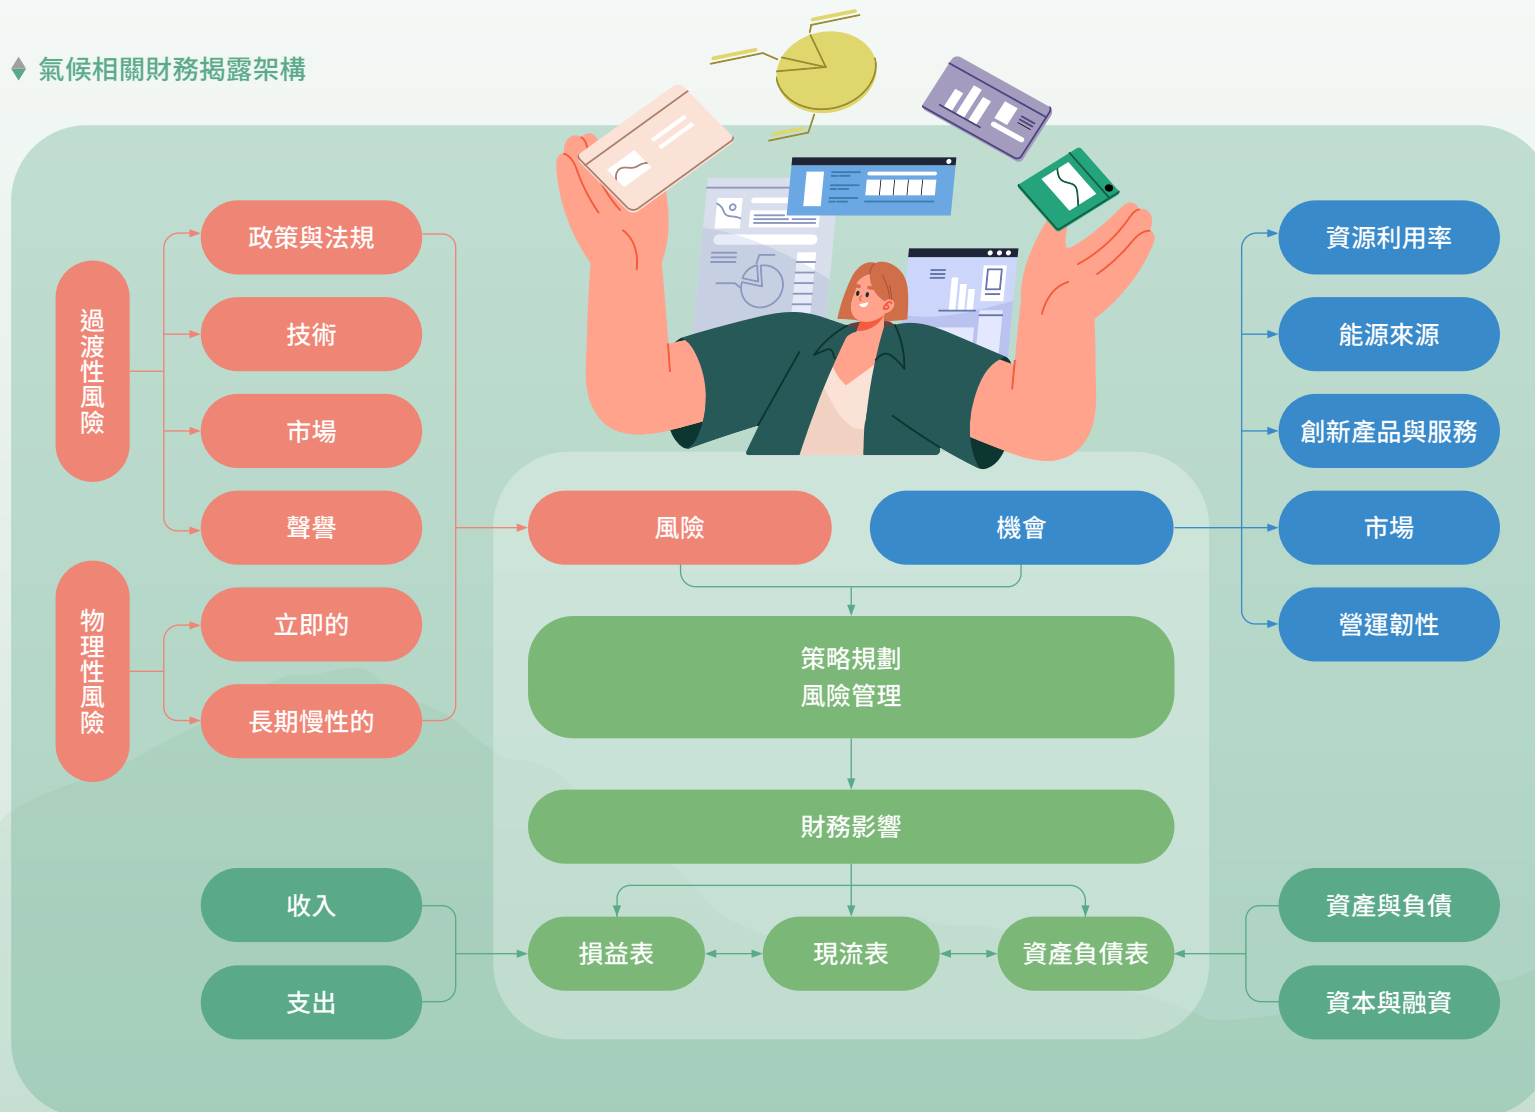 氣候相關財務揭露架構
過渡性風險
政策與法規
技術
市場
聲譽
物理性風險
立即的
長期慢性的
風險
機會
資源利用率
能源來源
創新產品與服務
市場
營運韌性
策略規劃
風險管理
財務影響
收入
支出
損益表
現流表
資產負債表
資產與負債
資本與融資